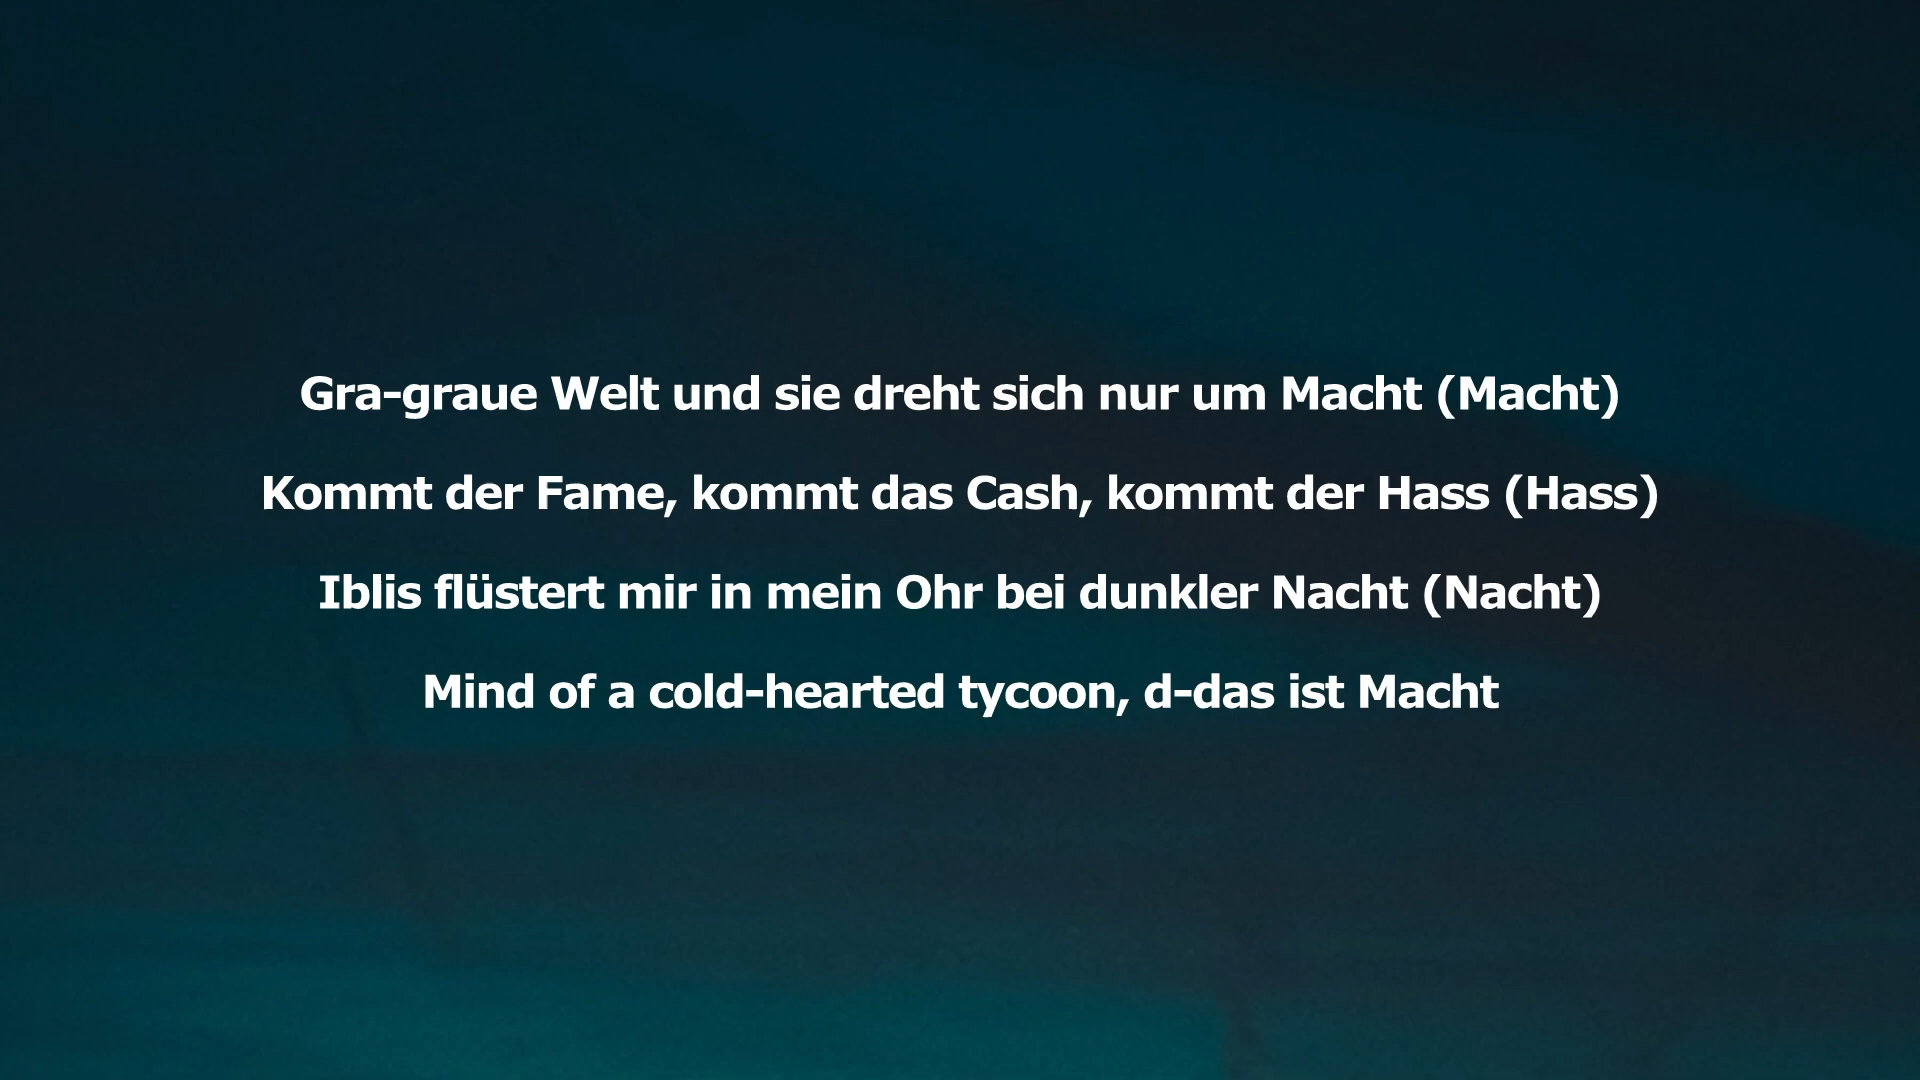 Gra-graue Welt und sie dreht sich nur um Macht (Macht)
Kommt der Fame, kommt das Cash, kommt der Hass (Hass)
Iblis flüstert mir in mein Ohr bei dunkler Nacht (Nacht)
Mind of a cold-hearted tycoon, d-das ist Macht